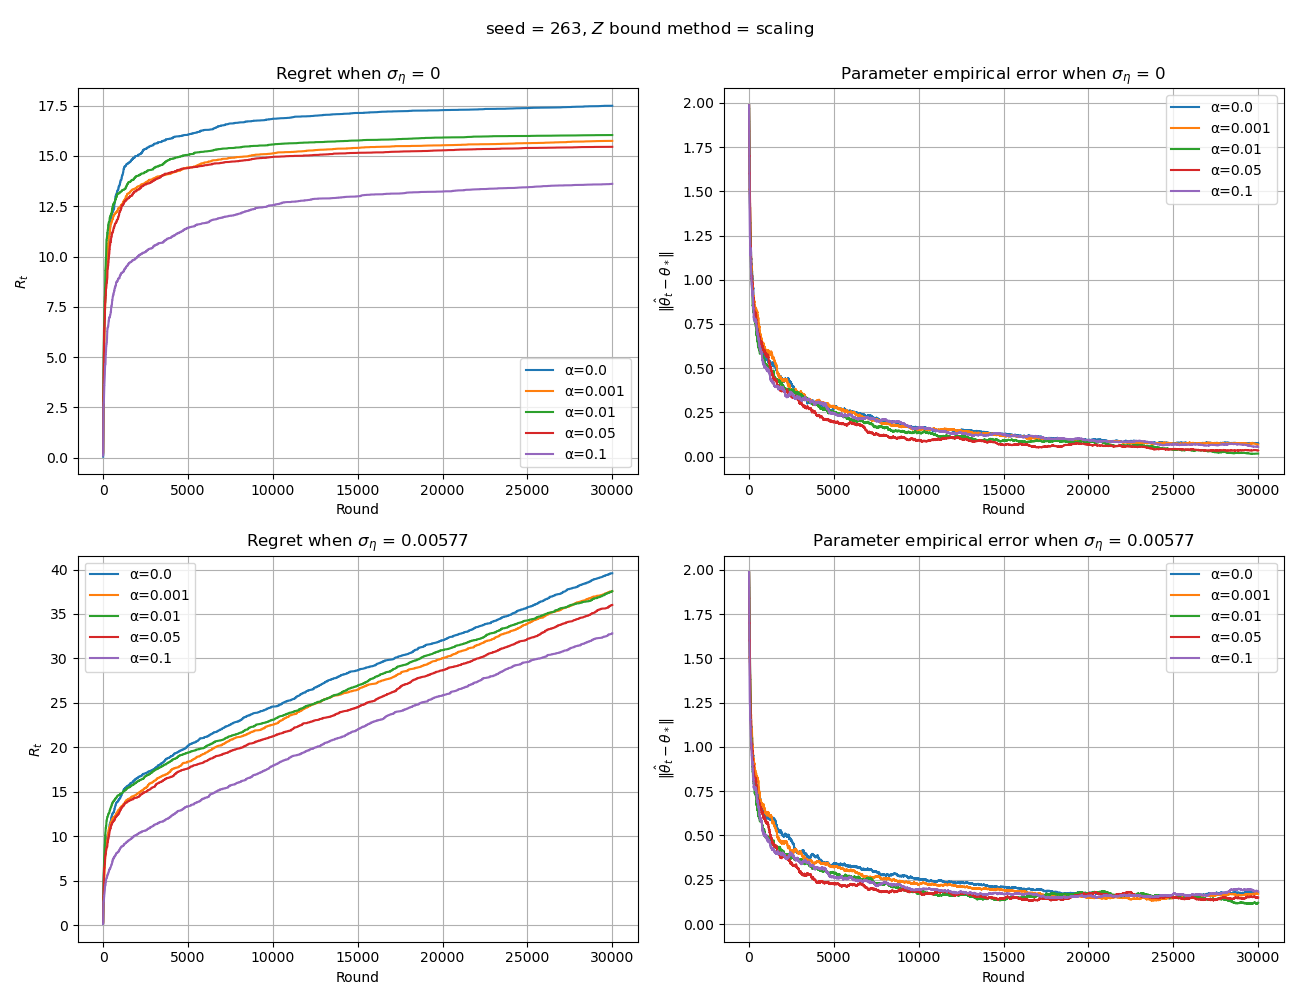 seed = 263, Z bound method = scaling
Regret when σ_η = 0
17.5
15.0
12.5
10.0
7.5
5.0
2.5
0.0
R_t
α=0.0
α=0.001
α=0.01
α=0.05
α=0.1
0 5000 10000 15000 20000 25000 30000
Round
Parameter empirical error when σ_η = 0
2.00
1.75
1.50
1.25
1.00
0.75
0.50
0.25
0.00
‖θ̂_t − θ_*‖
α=0.0
α=0.001
α=0.01
α=0.05
α=0.1
0 5000 10000 15000 20000 25000 30000
Round
Regret when σ_η = 0.00577
40
35
30
25
20
15
10
5
0
R_t
α=0.0
α=0.001
α=0.01
α=0.05
α=0.1
0 5000 10000 15000 20000 25000 30000
Round
Parameter empirical error when σ_η = 0.00577
2.00
1.75
1.50
1.25
1.00
0.75
0.50
0.25
0.00
‖θ̂_t − θ_*‖
α=0.0
α=0.001
α=0.01
α=0.05
α=0.1
0 5000 10000 15000 20000 25000 30000
Round